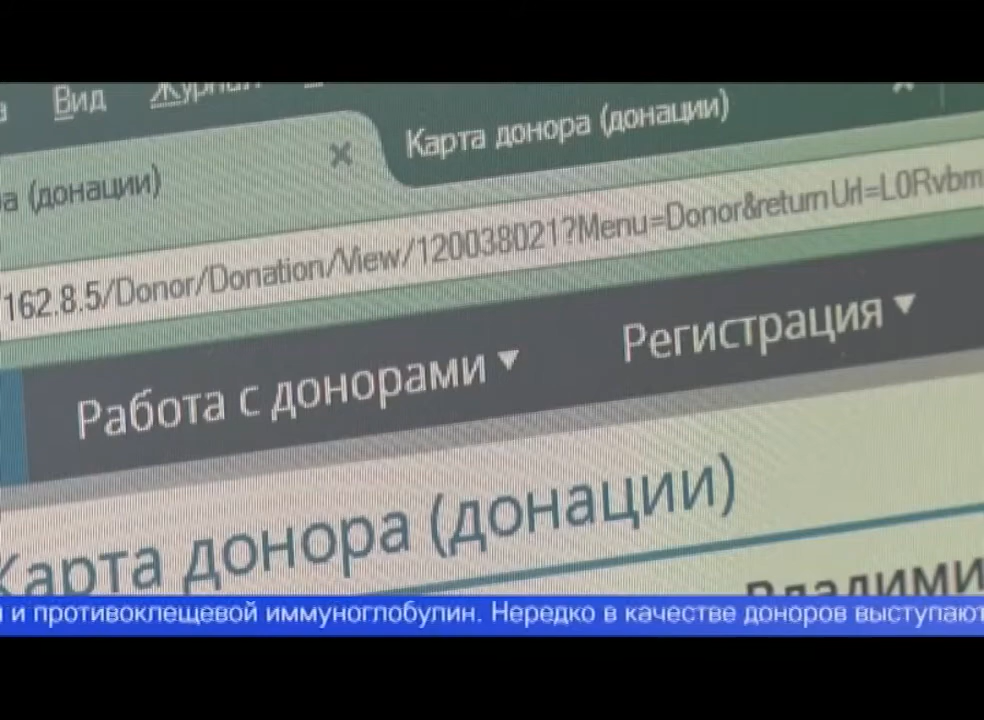 Вид Журнал
(донации) Карта донора (донации)
162.8.5/Donor/Donation/View/120038021?Menu=Donor&returnUrl=L0Rvbm
Работа с донорами Регистрация
Карта донора (донации)
и противоклещевой иммуноглобулин. Нередко в качестве доноров выступают